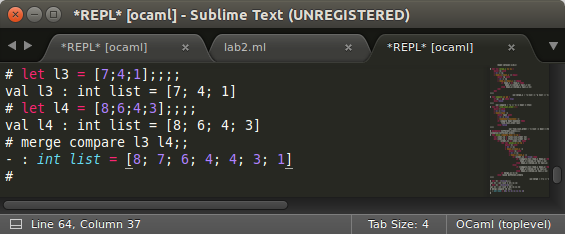 *REPL* [ocaml] - Sublime Text (UNREGISTERED)
*REPL* [ocaml] lab2.ml *REPL* [ocaml]
# let l3 = [7;4;1];;;;
val l3 : int list = [7; 4; 1]
# let l4 = [8;6;4;3];;;;
val l4 : int list = [8; 6; 4; 3]
# merge compare l3 l4;;
- : int list = [8; 7; 6; 4; 4; 3; 1]
#
Line 64, Column 37 Tab Size: 4 OCaml (toplevel)